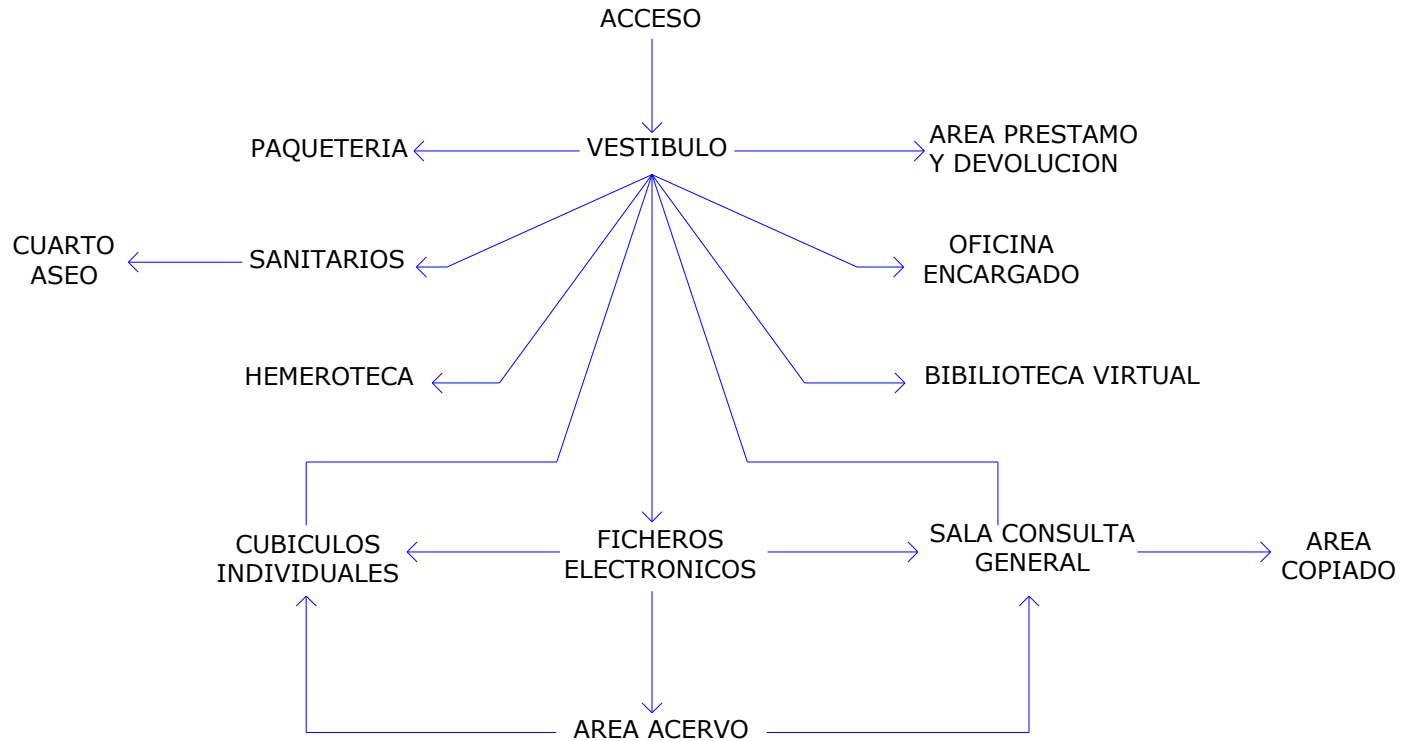 ACCESO
PAQUETERIA
VESTIBULO
AREA PRESTAMO
Y DEVOLUCION
CUARTO
ASEO
SANITARIOS
OFICINA
ENCARGADO
HEMEROTECA
BIBILIOTECA VIRTUAL
CUBICULOS
INDIVIDUALES
FICHEROS
ELECTRONICOS
SALA CONSULTA
GENERAL
AREA
COPIADO
AREA ACERVO